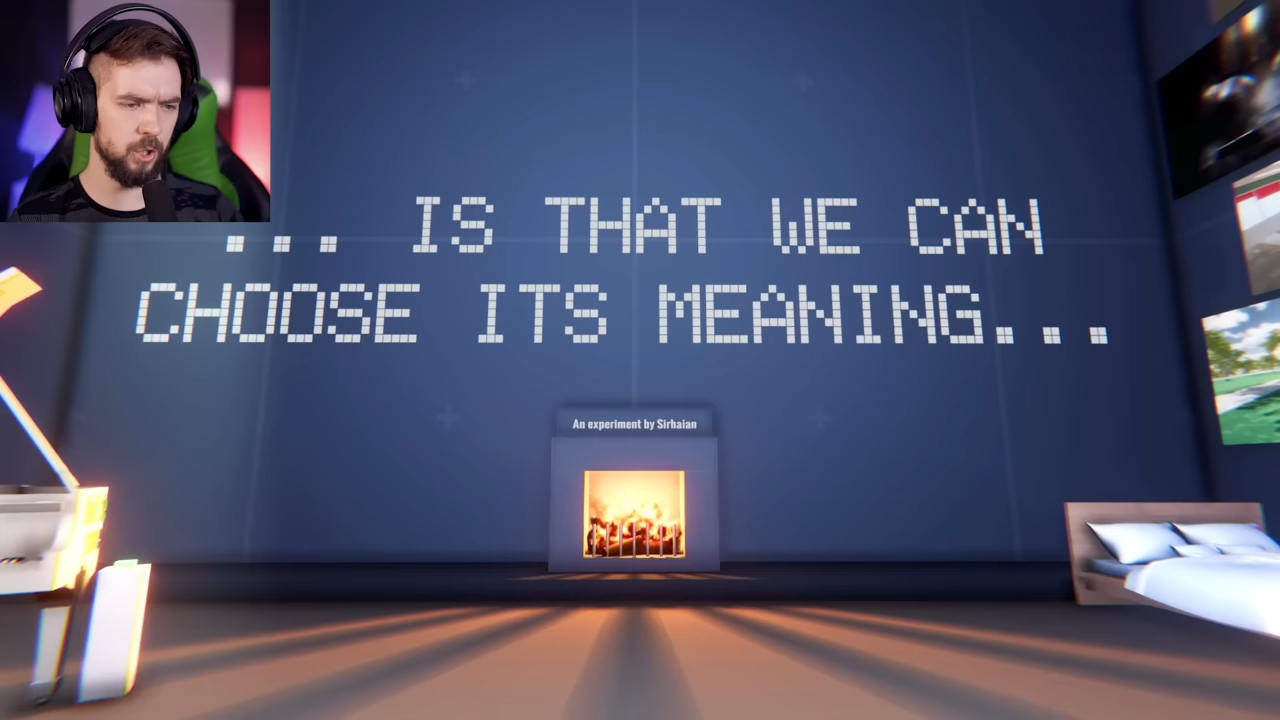 ... IS THAT WE CAN
CHOOSE ITS MEANING...
An experiment by Sirhaian